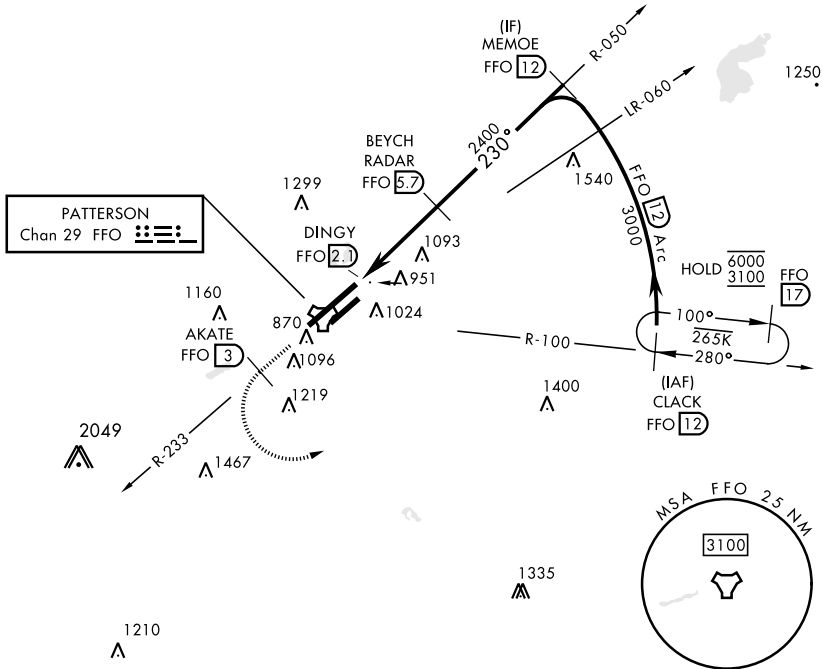 (IF)
MEMOE
FFO 12
R-050
1250
LR-060
2400
230°
BEYCH
RADAR
FFO 5.7
1540
FFO 12 Arc
3000
1299
PATTERSON
Chan 29 FFO
DINGY
FFO 2.1
1093
951
HOLD 6000
3100
FFO
17
1160
1024
100°
265K
280°
870
AKATE
FFO 3
1096
R-100
1219
1400
(IAF)
CLACK
FFO 12
2049
R-233
1467
MSA FFO 25 NM
3100
1335
1210